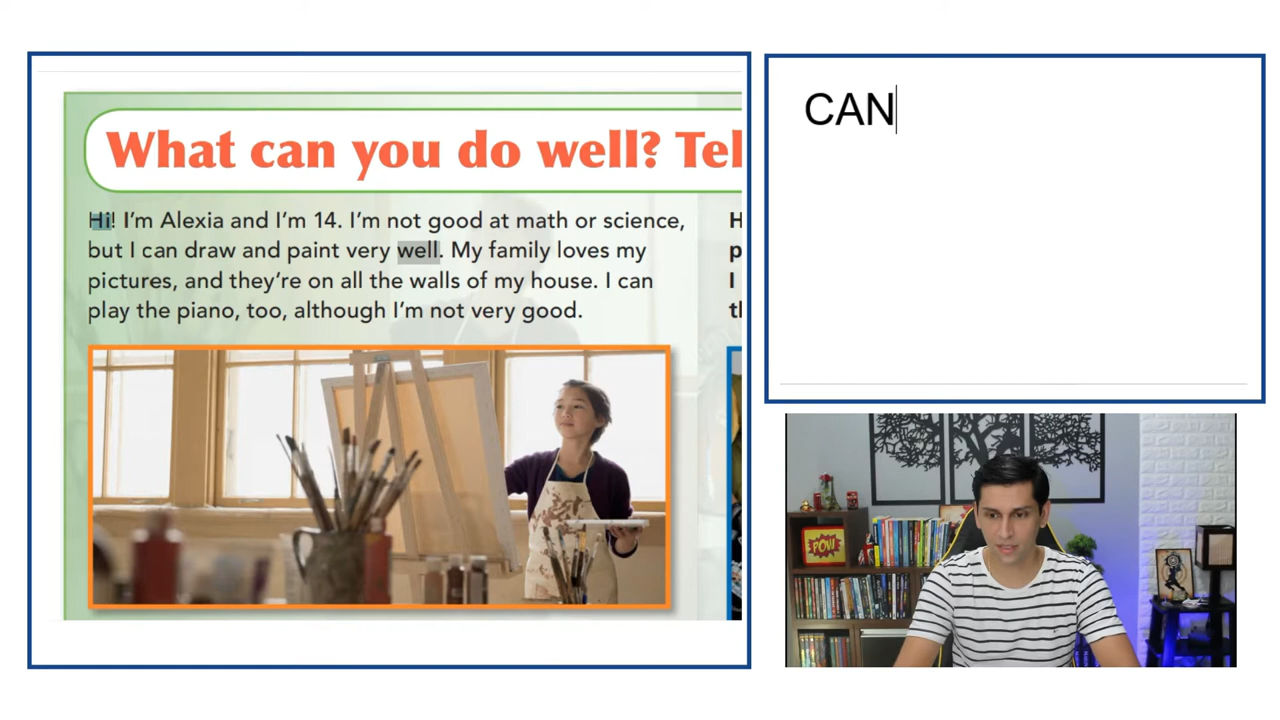 What can you do well? Tel
Hi! I'm Alexia and I'm 14. I'm not good at math or science,
but I can draw and paint very well. My family loves my
pictures, and they're on all the walls of my house. I can
play the piano, too, although I'm not very good.
H
p
I
th
CAN
POW